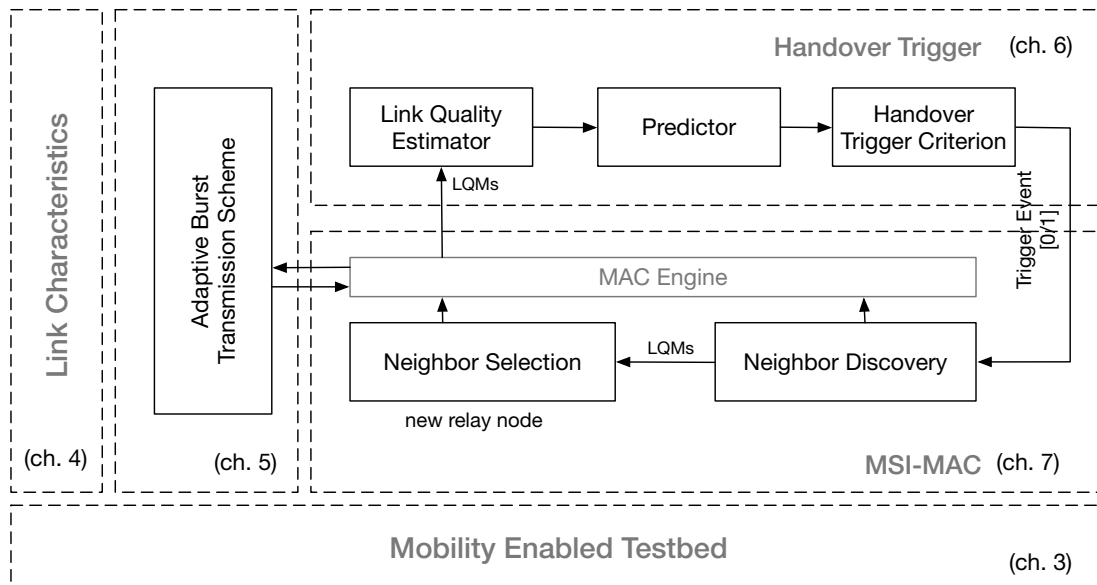 Handover Trigger (ch. 6)
Link Quality
Estimator
Predictor
Handover
Trigger Criterion
LQMs
Trigger Event
[0/1]
Link Characteristics
(ch. 4)
Adaptive Burst
Transmission Scheme
(ch. 5)
MAC Engine
Neighbor Selection
LQMs
Neighbor Discovery
new relay node
MSI-MAC (ch. 7)
Mobility Enabled Testbed
(ch. 3)